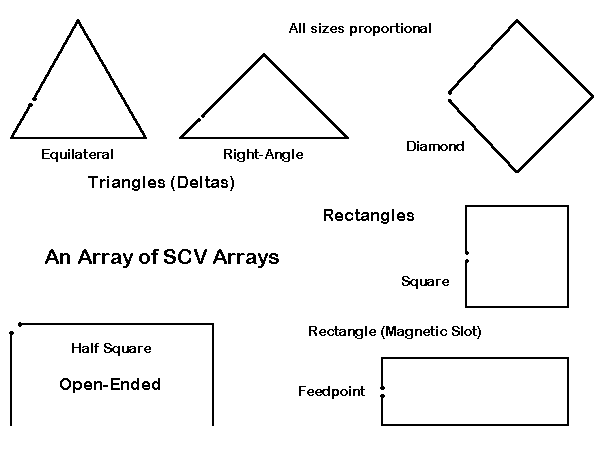 All sizes proportional
Equilateral
Right-Angle
Diamond
Triangles (Deltas)
Rectangles
An Array of SCV Arrays
Square
Rectangle (Magnetic Slot)
Half Square
Open-Ended
Feedpoint